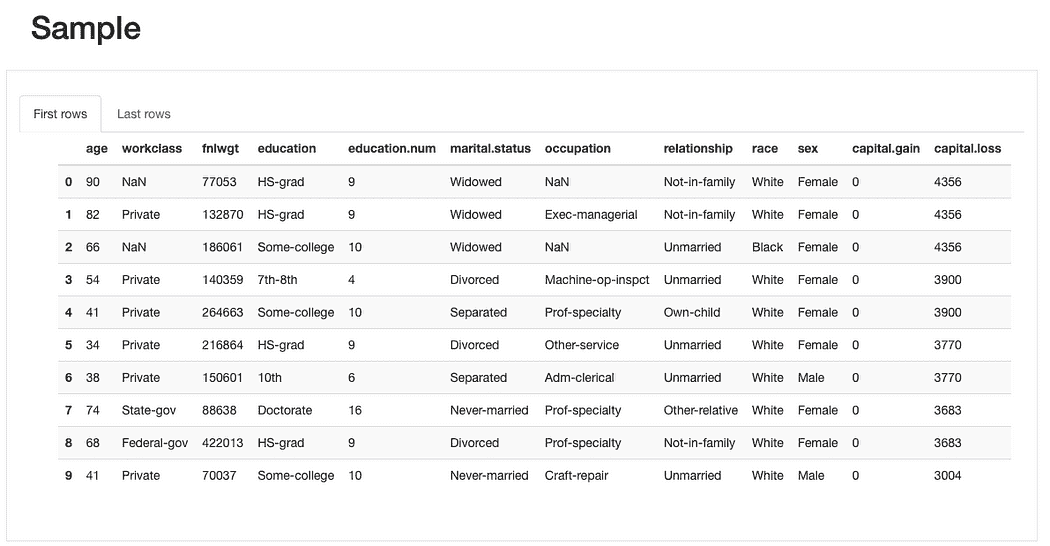 Sample
First rows Last rows
age workclass fnlwgt education education.num marital.status occupation relationship race sex capital.gain capital.loss
0 90 NaN 77053 HS-grad 9 Widowed NaN Not-in-family White Female 0 4356
1 82 Private 132870 HS-grad 9 Widowed Exec-managerial Not-in-family White Female 0 4356
2 66 NaN 186061 Some-college 10 Widowed NaN Unmarried Black Female 0 4356
3 54 Private 140359 7th-8th 4 Divorced Machine-op-inspct Unmarried White Female 0 3900
4 41 Private 264663 Some-college 10 Separated Prof-specialty Own-child White Female 0 3900
5 34 Private 216864 HS-grad 9 Divorced Other-service Unmarried White Female 0 3770
6 38 Private 150601 10th 6 Separated Adm-clerical Unmarried White Male 0 3770
7 74 State-gov 88638 Doctorate 16 Never-married Prof-specialty Other-relative White Female 0 3683
8 68 Federal-gov 422013 HS-grad 9 Divorced Prof-specialty Not-in-family White Female 0 3683
9 41 Private 70037 Some-college 10 Never-married Craft-repair Unmarried White Male 0 3004